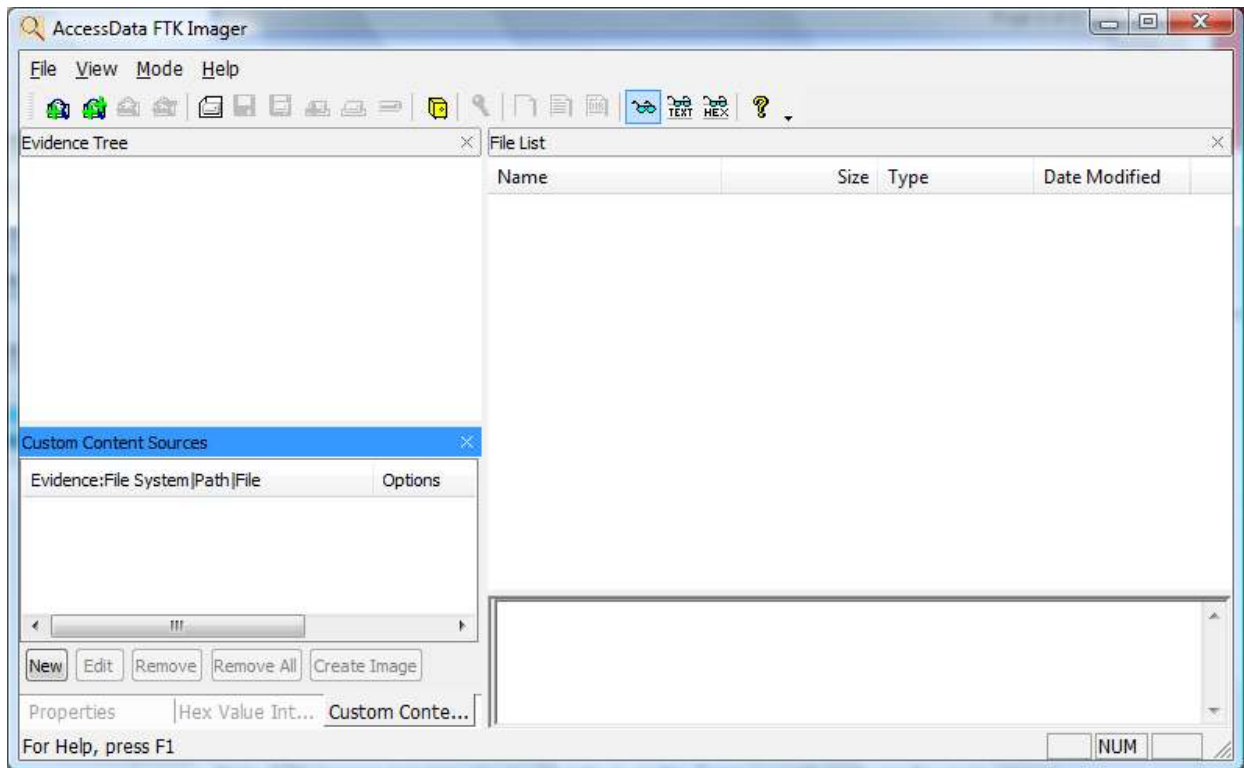 AccessData FTK Imager
File View Mode Help
TEXT HEX
Evidence Tree
File List
Name Size Type Date Modified
Custom Content Sources
Evidence:File System|Path|File Options
New Edit Remove Remove All Create Image
Properties Hex Value Int... Custom Conte...
For Help, press F1
NUM